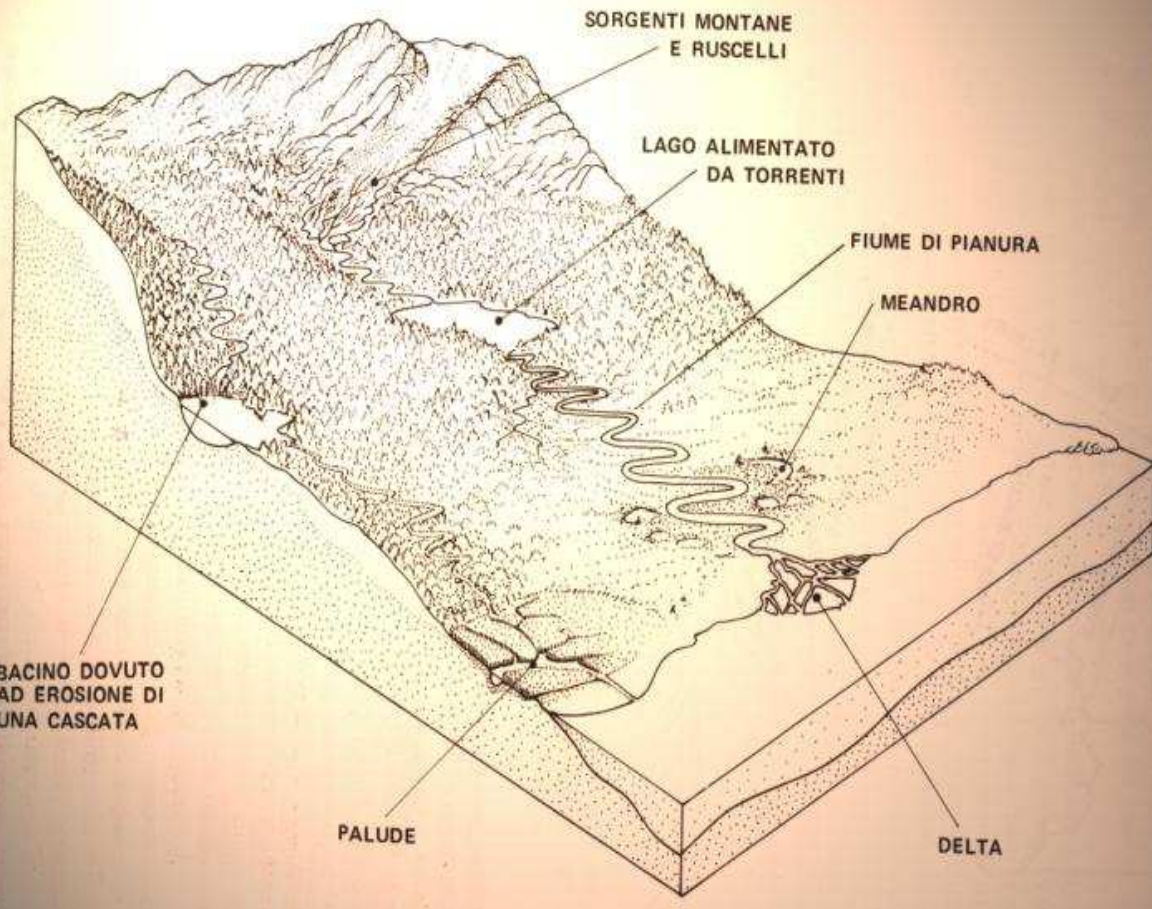 SORGENTI MONTANE
E RUSCELLI
LAGO ALIMENTATO
DA TORRENTI
FIUME DI PIANURA
MEANDRO
BACINO DOVUTO
AD EROSIONE DI
UNA CASCATA
PALUDE
DELTA